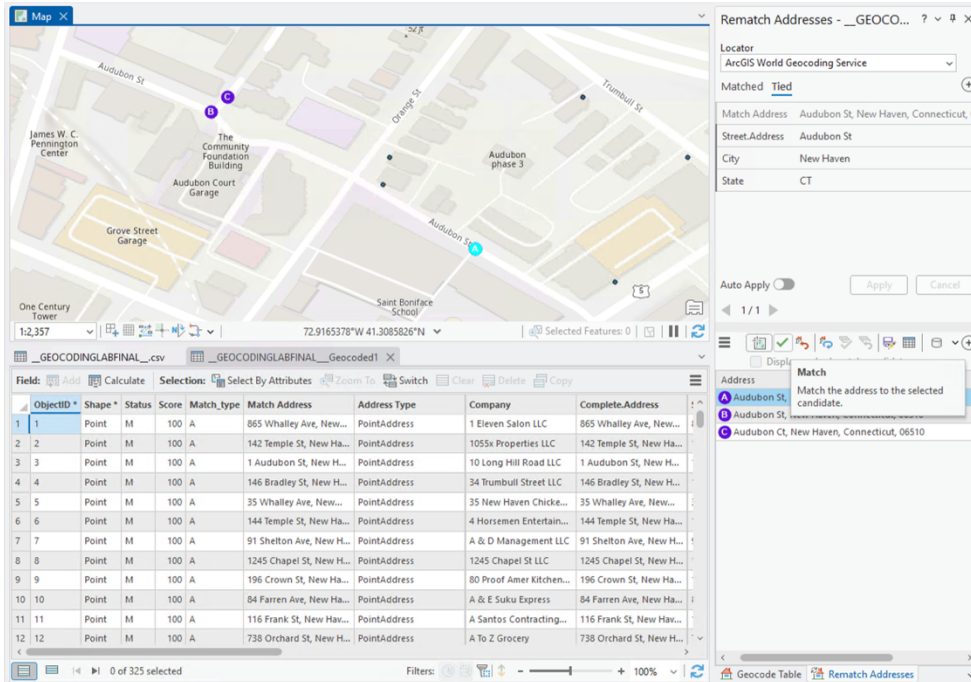 Map
52 ft
Audubon St
Orange St
Trumbull St
James W. C.
Pennington
Center
The
Community
Foundation
Building
Audubon
phase 3
Audubon Court
Garage
Grove Street
Garage
Audubon St
One Century
Tower
Saint Boniface
School
A
B
C
5
1:2,357
72.9165378°W 41.3085826°N
Selected Features: 0
__GEOCODINGLABFINAL__.csv
__GEOCODINGLABFINAL__Geocoded1
Field: Add Calculate Selection: Select By Attributes Zoom To Switch Clear Delete Copy
ObjectID * Shape * Status Score Match_type Match Address Address Type Company Complete.Address
1 1 Point M 100 A 865 Whalley Ave, New... PointAddress 1 Eleven Salon LLC 865 Whalley Ave, New...
2 2 Point M 100 A 142 Temple St, New H... PointAddress 1055x Properties LLC 142 Temple St, New Ha...
3 3 Point M 100 A 1 Audubon St, New H... PointAddress 10 Long Hill Road LLC 1 Audubon St, New H...
4 4 Point M 100 A 146 Bradley St, New H... PointAddress 34 Trumbull Street LLC 146 Bradley St, New H...
5 5 Point M 100 A 35 Whalley Ave, New... PointAddress 35 New Haven Chicke... 35 Whalley Ave, New...
6 6 Point M 100 A 144 Temple St, New Ha... PointAddress 4 Horsemen Entertain... 144 Temple St, New Ha...
7 7 Point M 100 A 91 Shelton Ave, New H... PointAddress A & D Management LLC 91 Shelton Ave, New H...
8 8 Point M 100 A 1245 Chapel St, New H... PointAddress 1245 Chapel St LLC 1245 Chapel St, New H...
9 9 Point M 100 A 196 Crown St, New Ha... PointAddress 80 Proof Amer Kitchen... 196 Crown St, New Ha...
10 10 Point M 100 A 84 Farren Ave, New Ha... PointAddress A & E Suku Express 84 Farren Ave, New Ha...
11 11 Point M 100 A 116 Frank St, New Hav... PointAddress A Santos Contracting... 116 Frank St, New Hav...
12 12 Point M 100 A 738 Orchard St, New H... PointAddress A To Z Grocery 738 Orchard St, New H...
0 of 325 selected
Filters:
100%
Rematch Addresses - __GEOCO...
Locator
ArcGIS World Geocoding Service
Matched Tied
Match Address Audubon St, New Haven, Connecticut,
Street.Address Audubon St
City New Haven
State CT
Auto Apply
Apply Cancel
1/1
Match
Match the address to the selected
candidate.
Address
A Audubon St,
B Audubon St, New Haven, Connecticut, 06510
C Audubon Ct, New Haven, Connecticut, 06510
Geocode Table Rematch Addresses